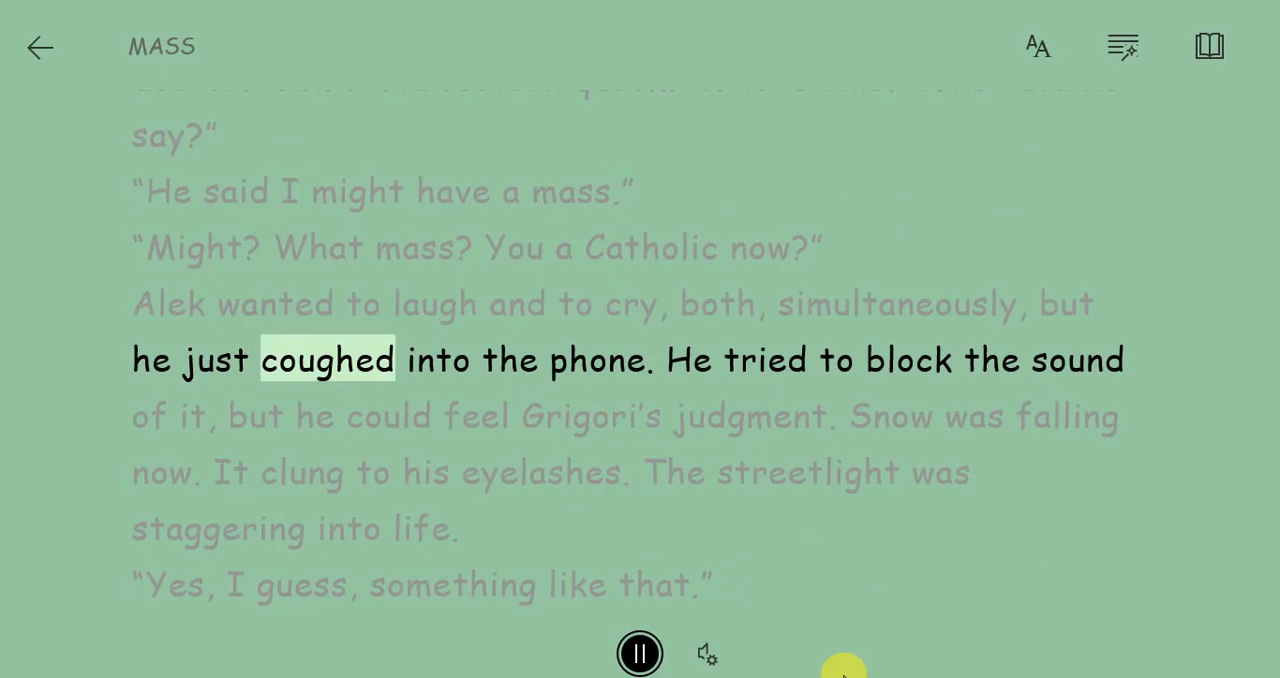 MASS
say?”
“He said I might have a mass.”
“Might? What mass? You a Catholic now?”
Alek wanted to laugh and to cry, both, simultaneously, but
he just coughed into the phone. He tried to block the sound
of it, but he could feel Grigori’s judgment. Snow was falling
now. It clung to his eyelashes. The streetlight was
staggering into life.
“Yes, I guess, something like that.”